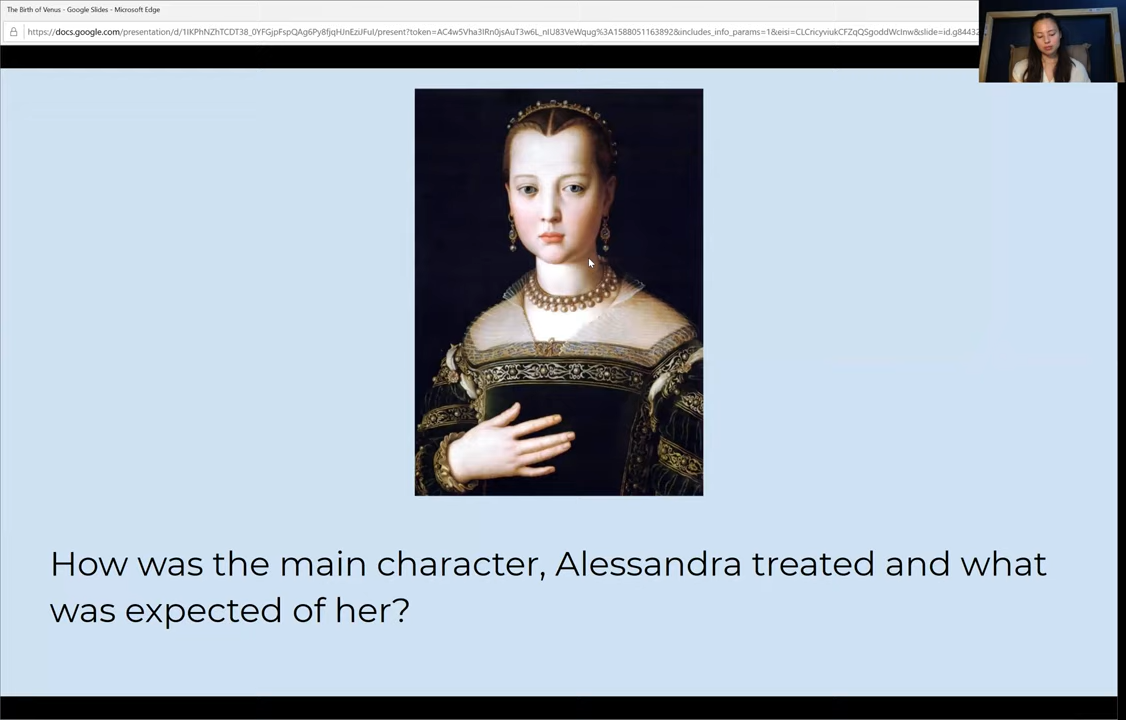 The Birth of Venus - Google Slides - Microsoft Edge
How was the main character, Alessandra treated and what
was expected of her?